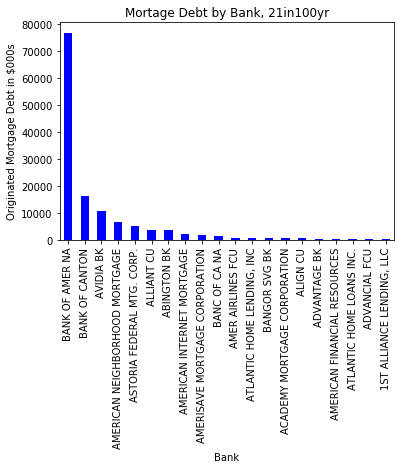 Mortage Debt by Bank, 21in100yr
Originated Mortgage Debt in $000s
80000
70000
60000
50000
40000
30000
20000
10000
0
BANK OF AMER NA
BANK OF CANTON
AVIDIA BK
AMERICAN NEIGHBORHOOD MORTGAGE
ASTORIA FEDERAL MTG. CORP.
ALLIANT CU
ABINGTON BK
AMERICAN INTERNET MORTGAGE
AMERISAVE MORTGAGE CORPORATION
BANC OF CA NA
AMER AIRLINES FCU
ATLANTIC HOME LENDING, INC
BANGOR SVG BK
ACADEMY MORTGAGE CORPORATION
ALIGN CU
ADVANTAGE BK
AMERICAN FINANCIAL RESOURCES
ATLANTIC HOME LOANS INC.
ADVANCIAL FCU
1ST ALLIANCE LENDING, LLC
Bank